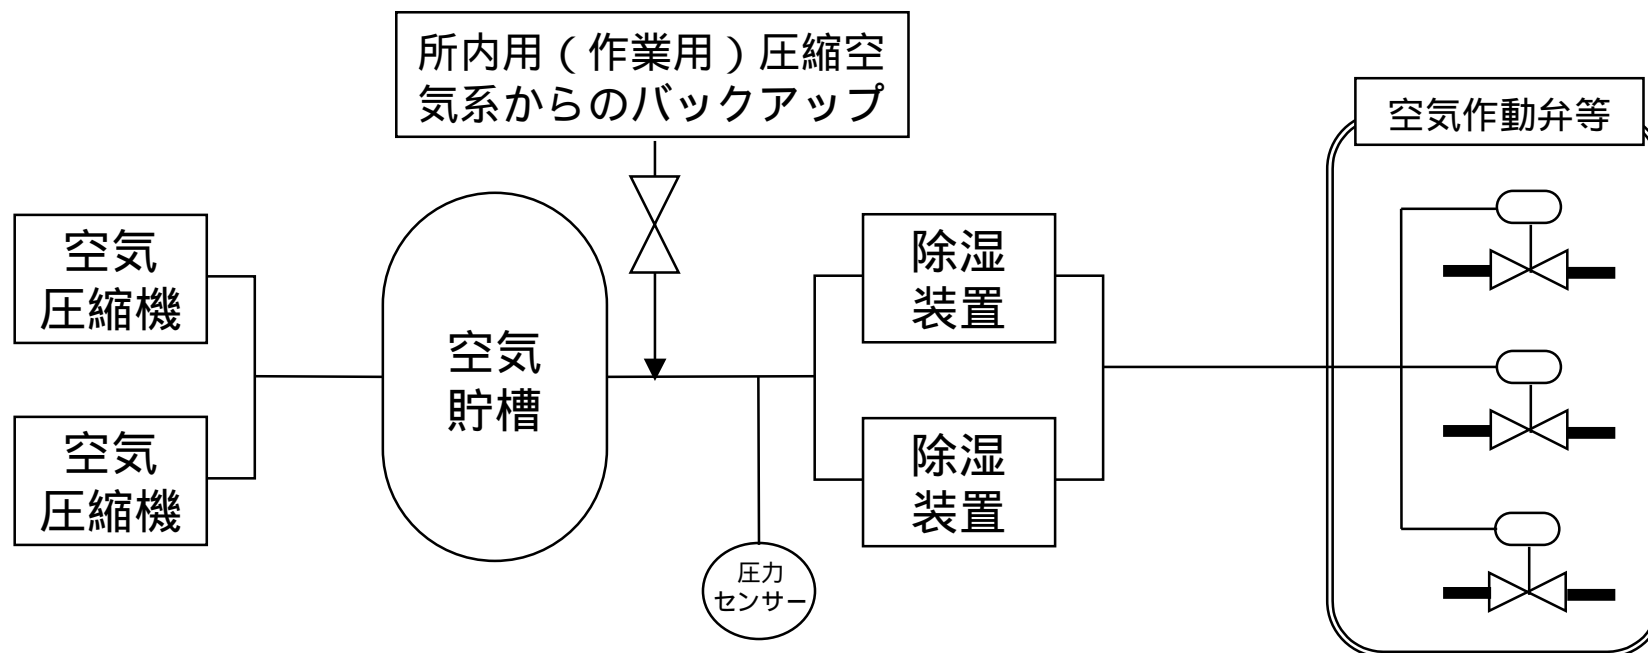 所内用（作業用）圧縮空
気系からのバックアップ
空気作動弁等
空気
圧縮機
空気
圧縮機
空気
貯槽
除湿
装置
除湿
装置
圧力
センサー